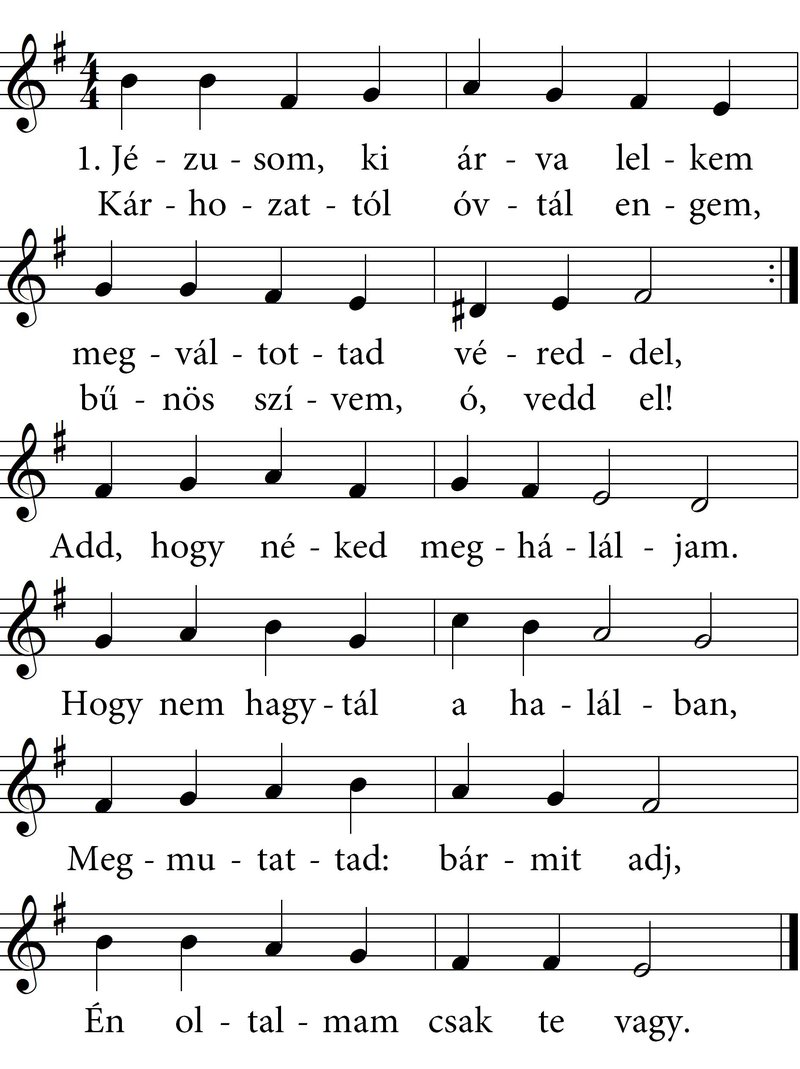 1. Jé - zu - som, ki ár - va lel - kem
Kár - ho - zat - tól óv - tál en - gem,
meg - vál - tot - tad vé - red - del,
bű - nös szí - vem, ó, vedd el!
Add, hogy né - ked meg - há - lál - jam.
Hogy nem hagy - tál a ha - lál - ban,
Meg - mu - tat - tad: bár - mit adj,
Én ol - tal - mam csak te vagy.